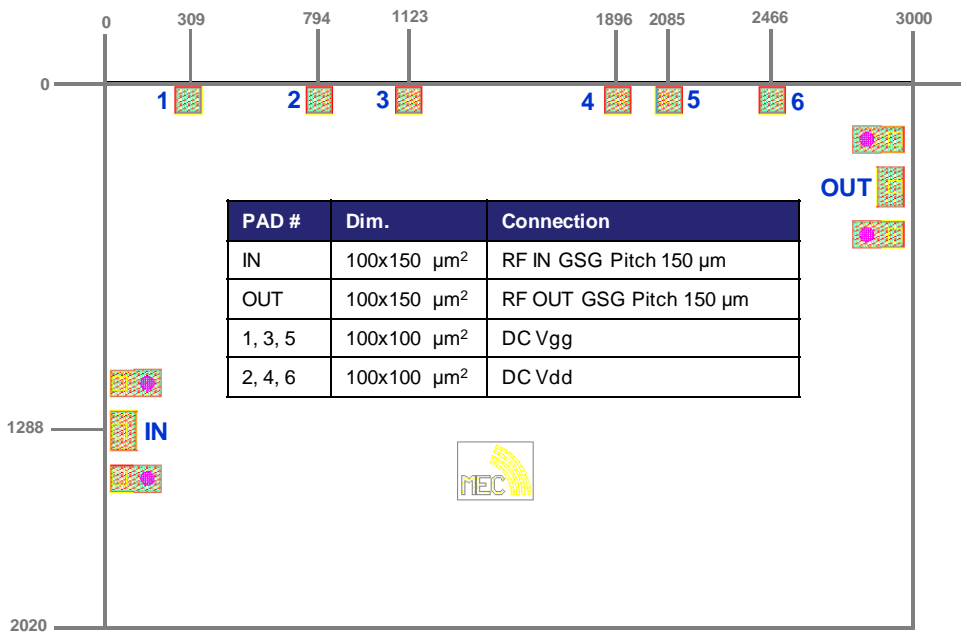 0 309 794 1123 1896 2085 2466 3000
0
1 2 3 4 5 6
OUT
PAD # Dim. Connection
IN 100x150 µm² RF IN GSG Pitch 150 µm
OUT 100x150 µm² RF OUT GSG Pitch 150 µm
1, 3, 5 100x100 µm² DC Vgg
2, 4, 6 100x100 µm² DC Vdd
1288 IN
MEC
2020